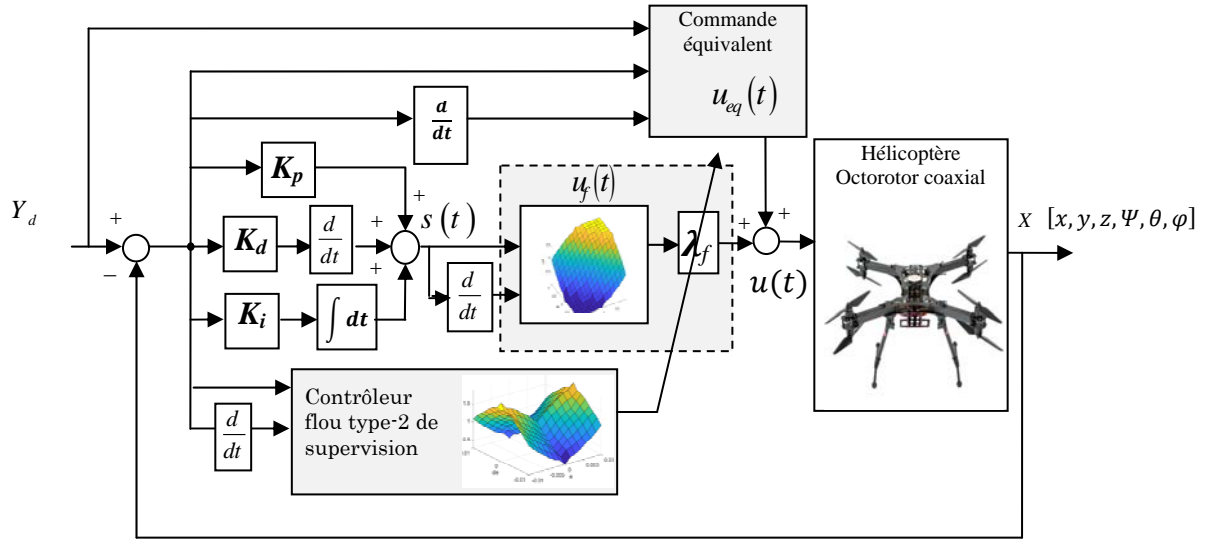 Commande
équivalent
u_eq(t)
d/dt
K_p
u_f(t)
Hélicoptère
Octorotor coaxial
Y_d
+
−
K_d
d/dt
+
+
+
s(t)
λ_f
+
+
u(t)
X [x, y, z, Ψ, θ, φ]
K_i
∫ dt
d/dt
Contrôleur
flou type-2 de
supervision
d/dt